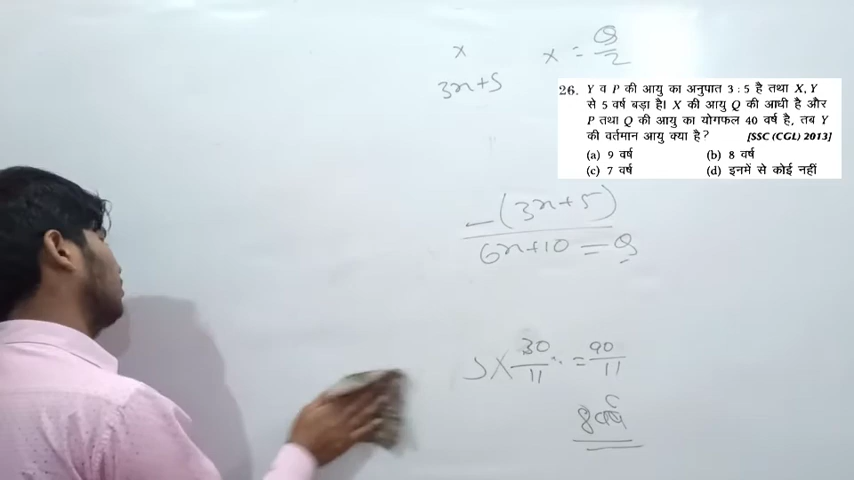 x x = Q/2
3x+5
26. Y व P की आयु का अनुपात 3 : 5 है तथा X, Y
से 5 वर्ष बड़ा है। X की आयु Q की आधी है और
P तथा Q की आयु का योगफल 40 वर्ष है, तब Y
की वर्तमान आयु क्या है? [SSC (CGL) 2013]
(a) 9 वर्ष (b) 8 वर्ष
(c) 7 वर्ष (d) इनमें से कोई नहीं
(3x+5)
6x+10 = Q
× 30/11 = 90/11
8 वर्ष